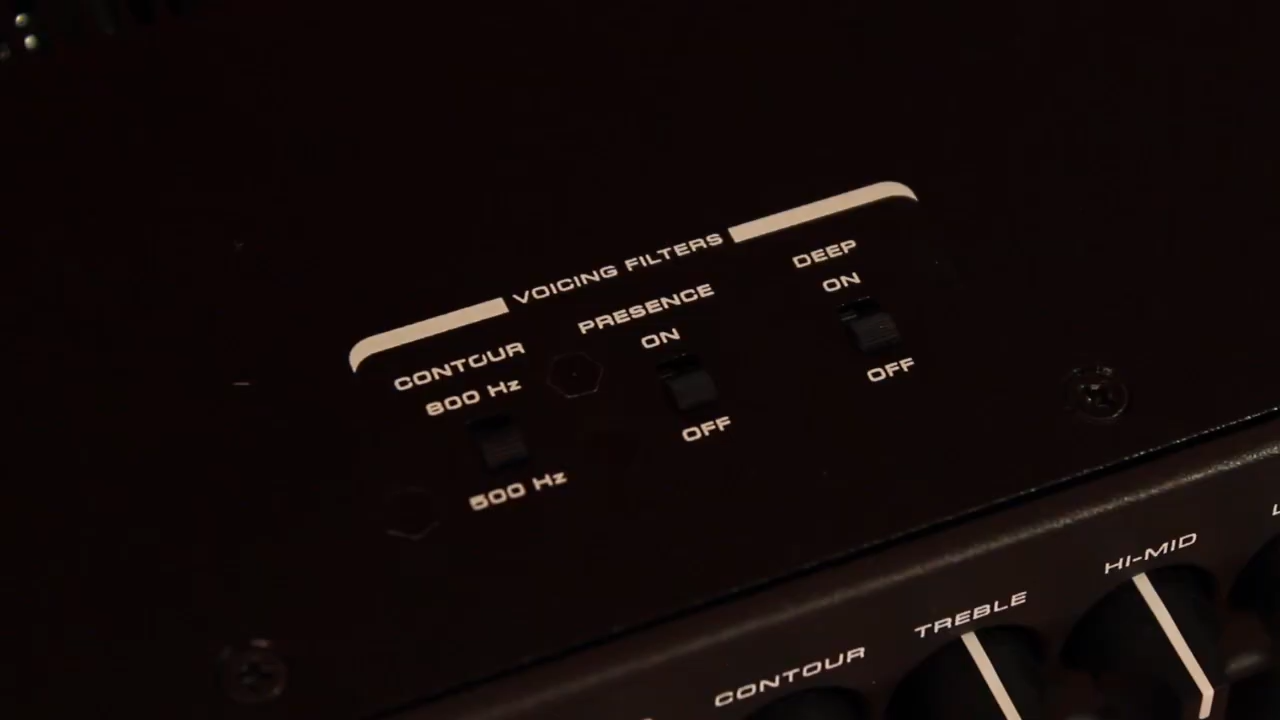 VOICING FILTERS
CONTOUR
800 Hz
500 Hz
PRESENCE
ON
OFF
DEEP
ON
OFF
CONTOUR
TREBLE
HI-MID